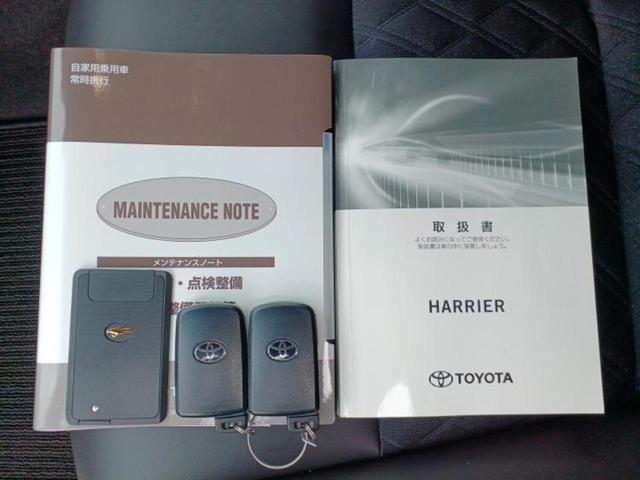 自家用乗用車
常時携行
MAINTENANCE NOTE
メンテナンスノート
・点検整備
取扱書
よくお読みになってご使用ください。
取扱書は車の中に保管しましょう。
HARRIER
TOYOTA